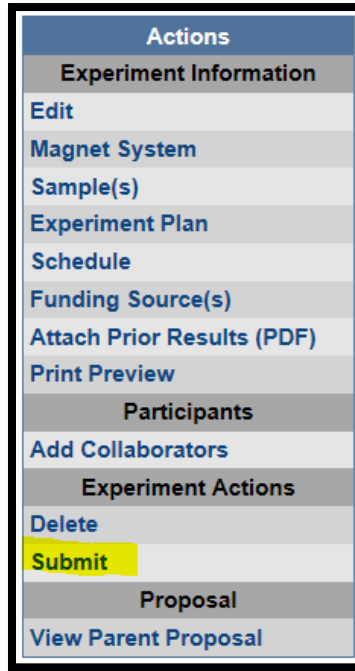 Actions
Experiment Information
Edit
Magnet System
Sample(s)
Experiment Plan
Schedule
Funding Source(s)
Attach Prior Results (PDF)
Print Preview
Participants
Add Collaborators
Experiment Actions
Delete
Submit
Proposal
View Parent Proposal